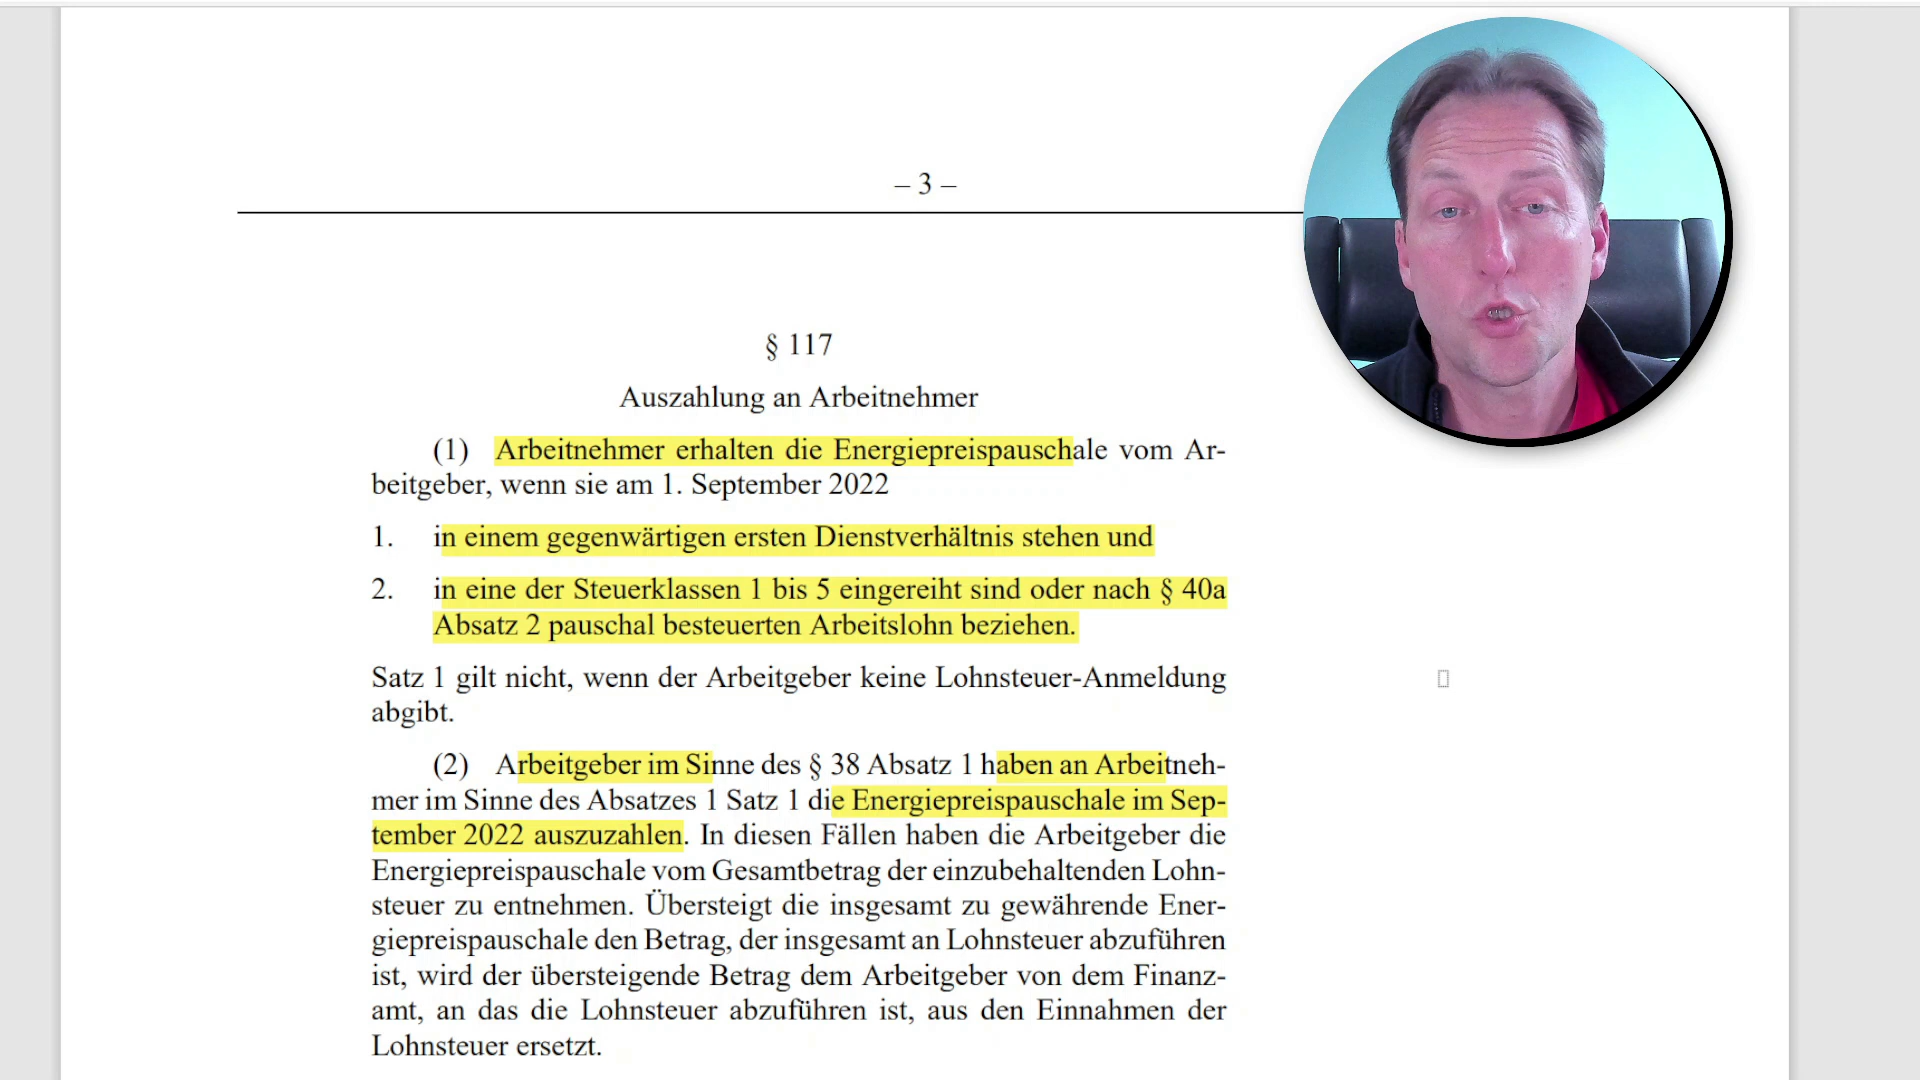 – 3 –
§ 117
Auszahlung an Arbeitnehmer
(1) Arbeitnehmer erhalten die Energiepreispauschale vom Ar-
beitgeber, wenn sie am 1. September 2022
1. in einem gegenwärtigen ersten Dienstverhältnis stehen und
2. in eine der Steuerklassen 1 bis 5 eingereiht sind oder nach § 40a
Absatz 2 pauschal besteuerten Arbeitslohn beziehen.
Satz 1 gilt nicht, wenn der Arbeitgeber keine Lohnsteuer-Anmeldung
abgibt.
(2) Arbeitgeber im Sinne des § 38 Absatz 1 haben an Arbeitneh-
mer im Sinne des Absatzes 1 Satz 1 die Energiepreispauschale im Sep-
tember 2022 auszuzahlen. In diesen Fällen haben die Arbeitgeber die
Energiepreispauschale vom Gesamtbetrag der einzubehaltenden Lohn-
steuer zu entnehmen. Übersteigt die insgesamt zu gewährende Ener-
giepreispauschale den Betrag, der insgesamt an Lohnsteuer abzuführen
ist, wird der übersteigende Betrag dem Arbeitgeber von dem Finanz-
amt, an das die Lohnsteuer abzuführen ist, aus den Einnahmen der
Lohnsteuer ersetzt.